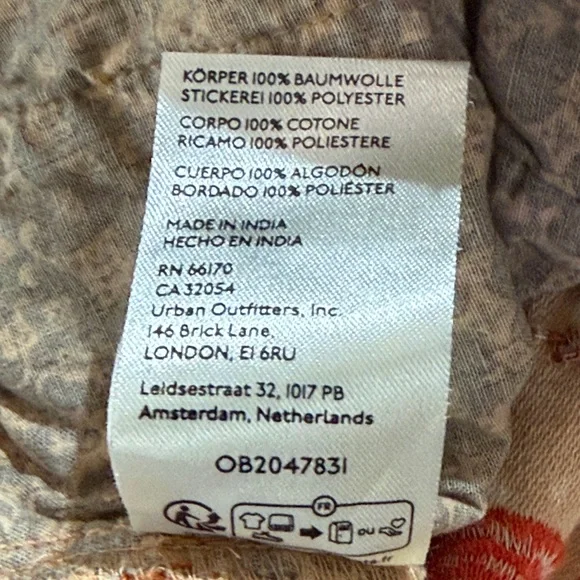 KÖRPER 100% BAUMWOLLE
STICKEREI 100% POLYESTER
CORPO 100% COTONE
RICAMO 100% POLIESTERE
CUERPO 100% ALGODÓN
BORDADO 100% POLIÉSTER
MADE IN INDIA
HECHO EN INDIA
RN 66170
CA 32054
Urban Outfitters, Inc.
146 Brick Lane,
LONDON, E1 6RU
Leidsestraat 32, 1017 PB
Amsterdam, Netherlands
OB2047831
FR
OU
.fr